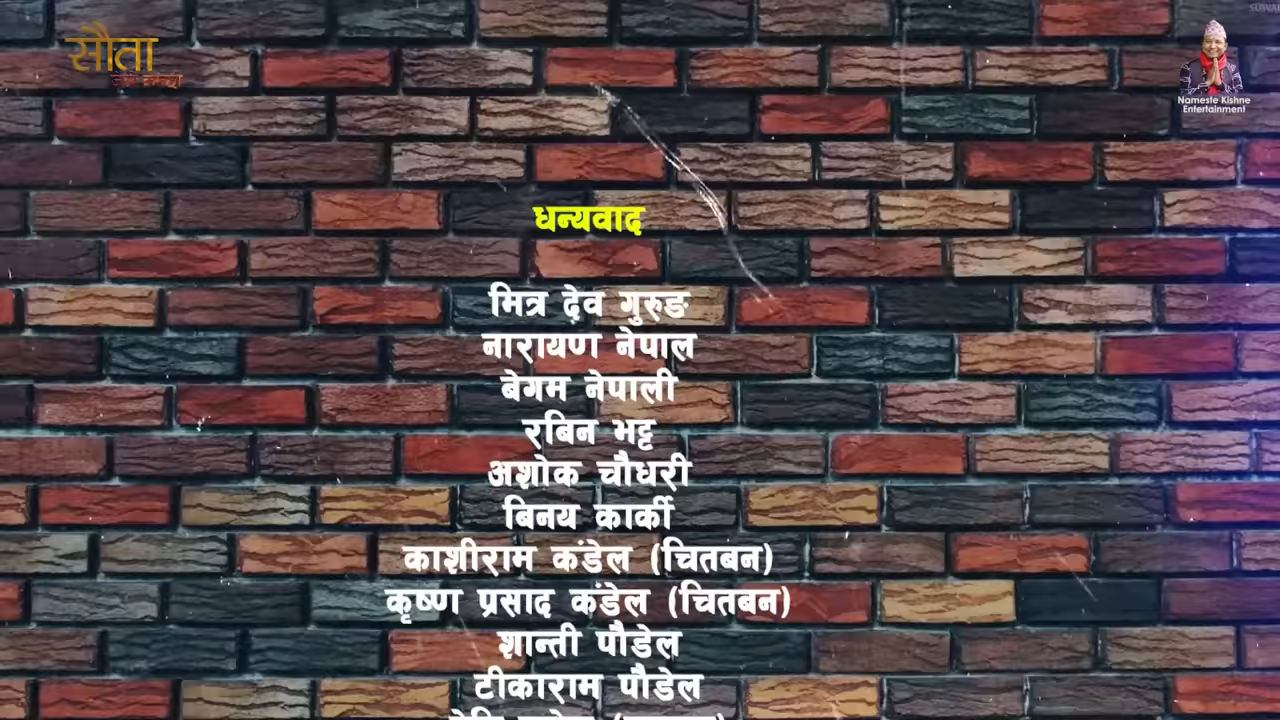 सौता
Nameste Kishne
Entertainment
धन्यवाद
मित्र देव गुरुङ
नारायण नेपाल
बेगम नेपाली
रबिन भट्ट
अशोक चौधरी
बिनय कार्की
काशीराम कंडेल (चितबन)
कृष्ण प्रसाद कंडेल (चितबन)
शान्ती पौडेल
टीकाराम पौडेल